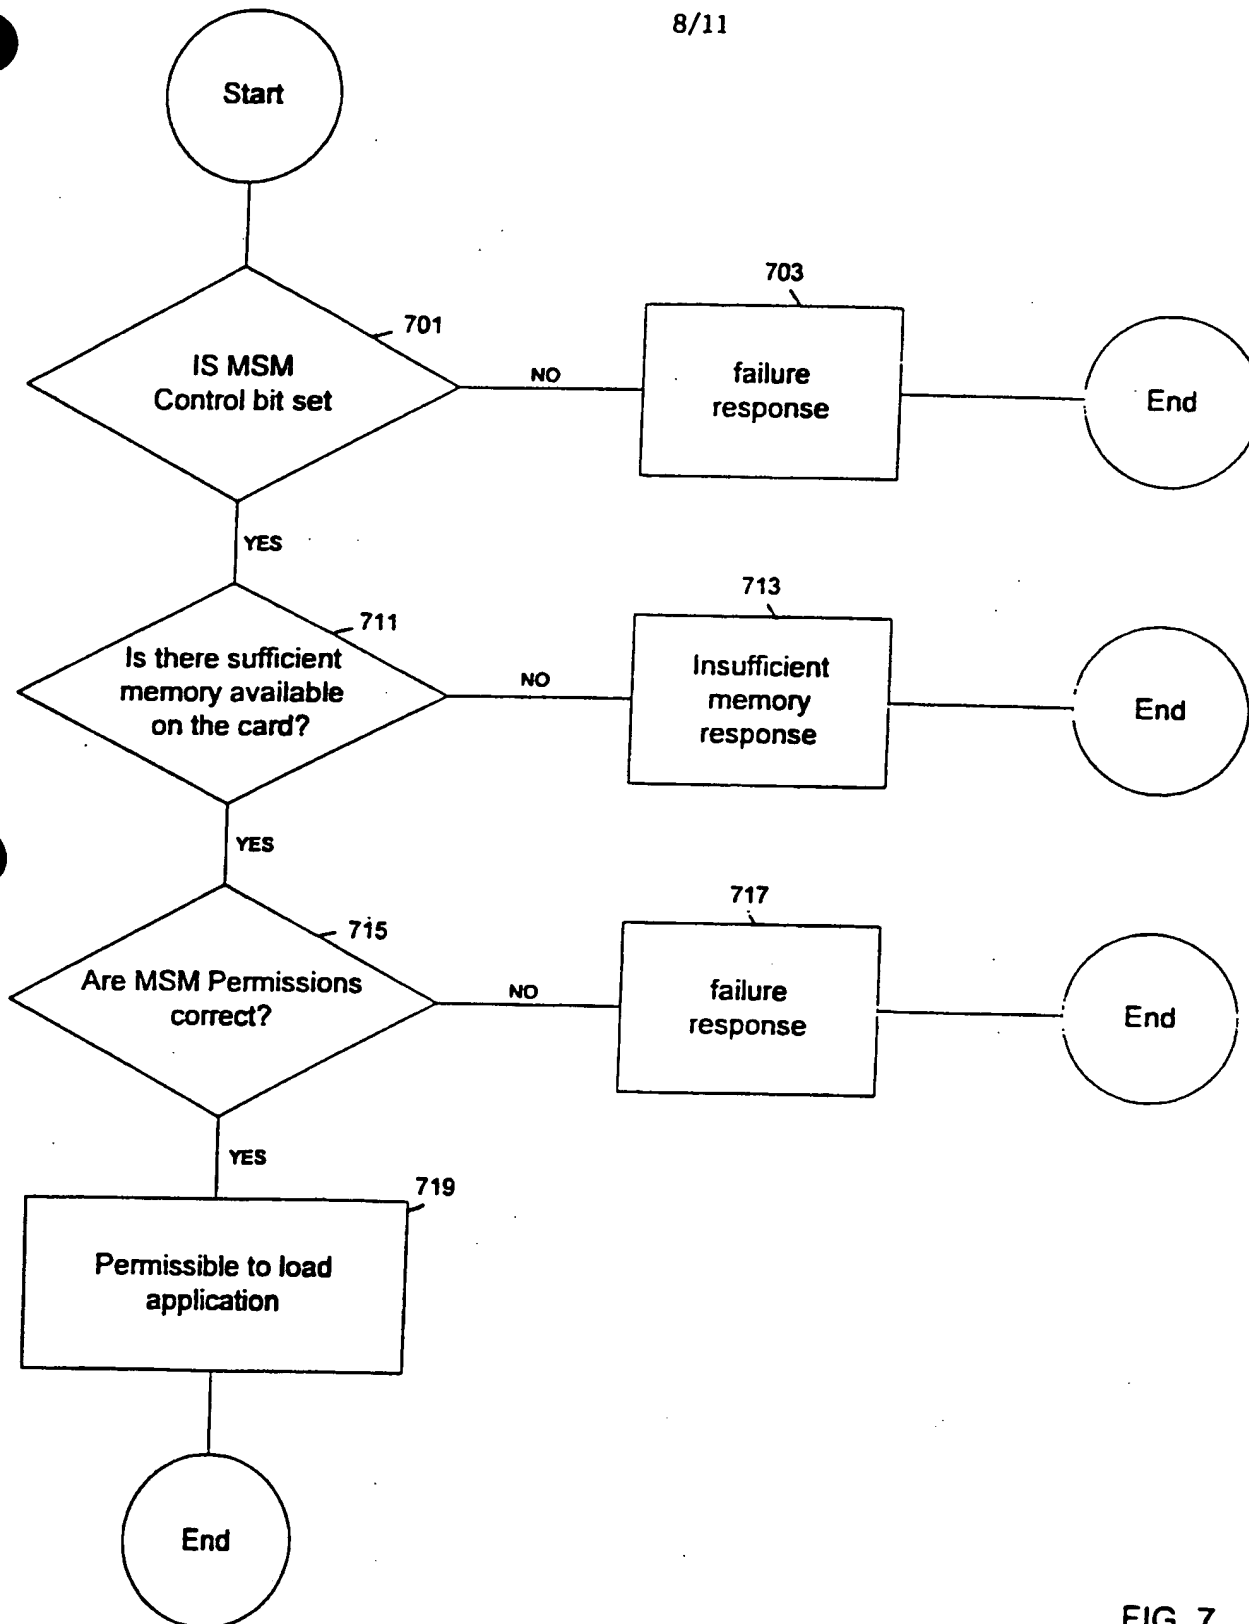 8/11
Start
701
IS MSM
Control bit set
NO
703
failure
response
End
YES
711
Is there sufficient
memory available
on the card?
NO
713
Insufficient
memory
response
End
YES
715
Are MSM Permissions
correct?
NO
717
failure
response
End
YES
719
Permissible to load
application
End
FIG. 7